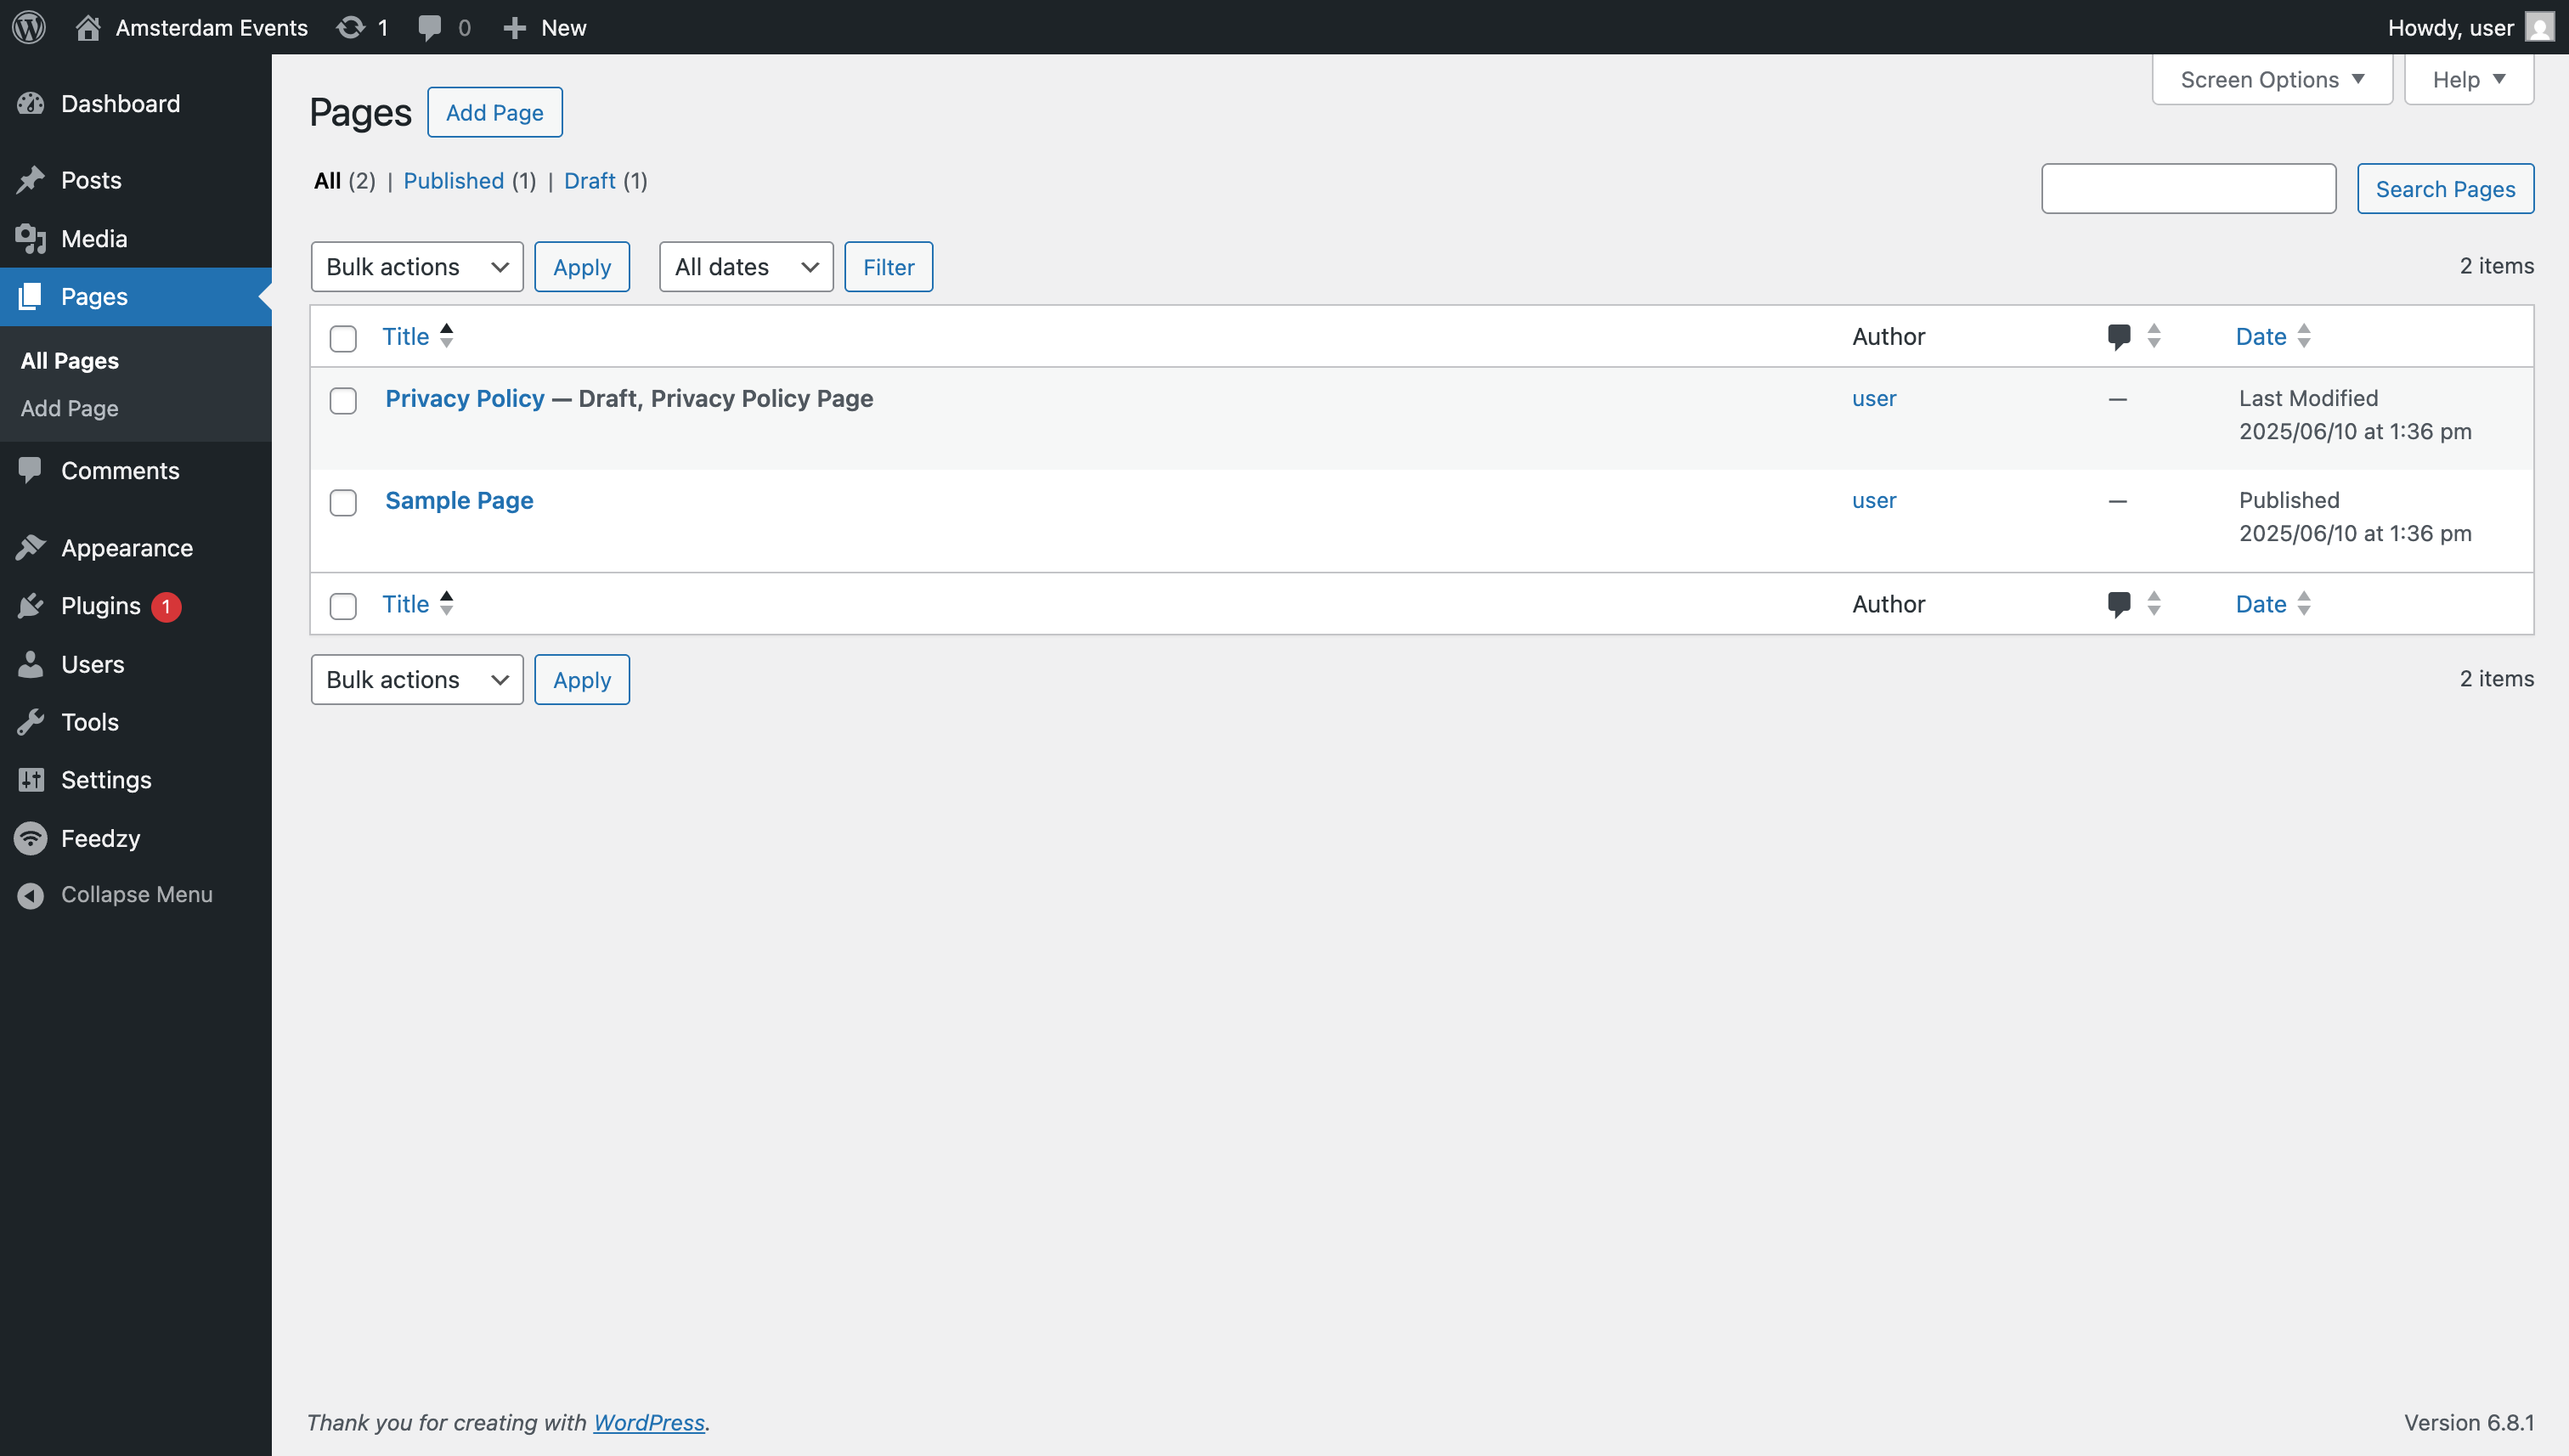 Amsterdam Events 1 0 New Howdy, user
Dashboard
Posts
Media
Pages
All Pages
Add Page
Comments
Appearance
Plugins 1
Users
Tools
Settings
Feedzy
Collapse Menu
Screen Options Help
Pages Add Page
All (2) | Published (1) | Draft (1)
Search Pages
Bulk actions Apply All dates Filter 2 items
Title Author Date
Privacy Policy — Draft, Privacy Policy Page user — Last Modified
2025/06/10 at 1:36 pm
Sample Page user — Published
2025/06/10 at 1:36 pm
Title Author Date
Bulk actions Apply 2 items
Thank you for creating with WordPress. Version 6.8.1